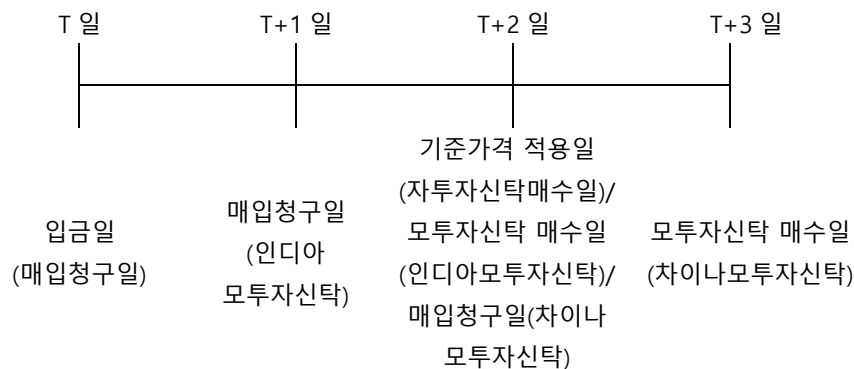 T 일
T+1 일
T+2 일
T+3 일
입금일
(매입청구일)
매입청구일
(인디아
모투자신탁)
기준가격 적용일
(자투자신탁매수일)/
모투자신탁 매수일
(인디아모투자신탁)/
매입청구일(차이나
모투자신탁)
모투자신탁 매수일
(차이나모투자신탁)